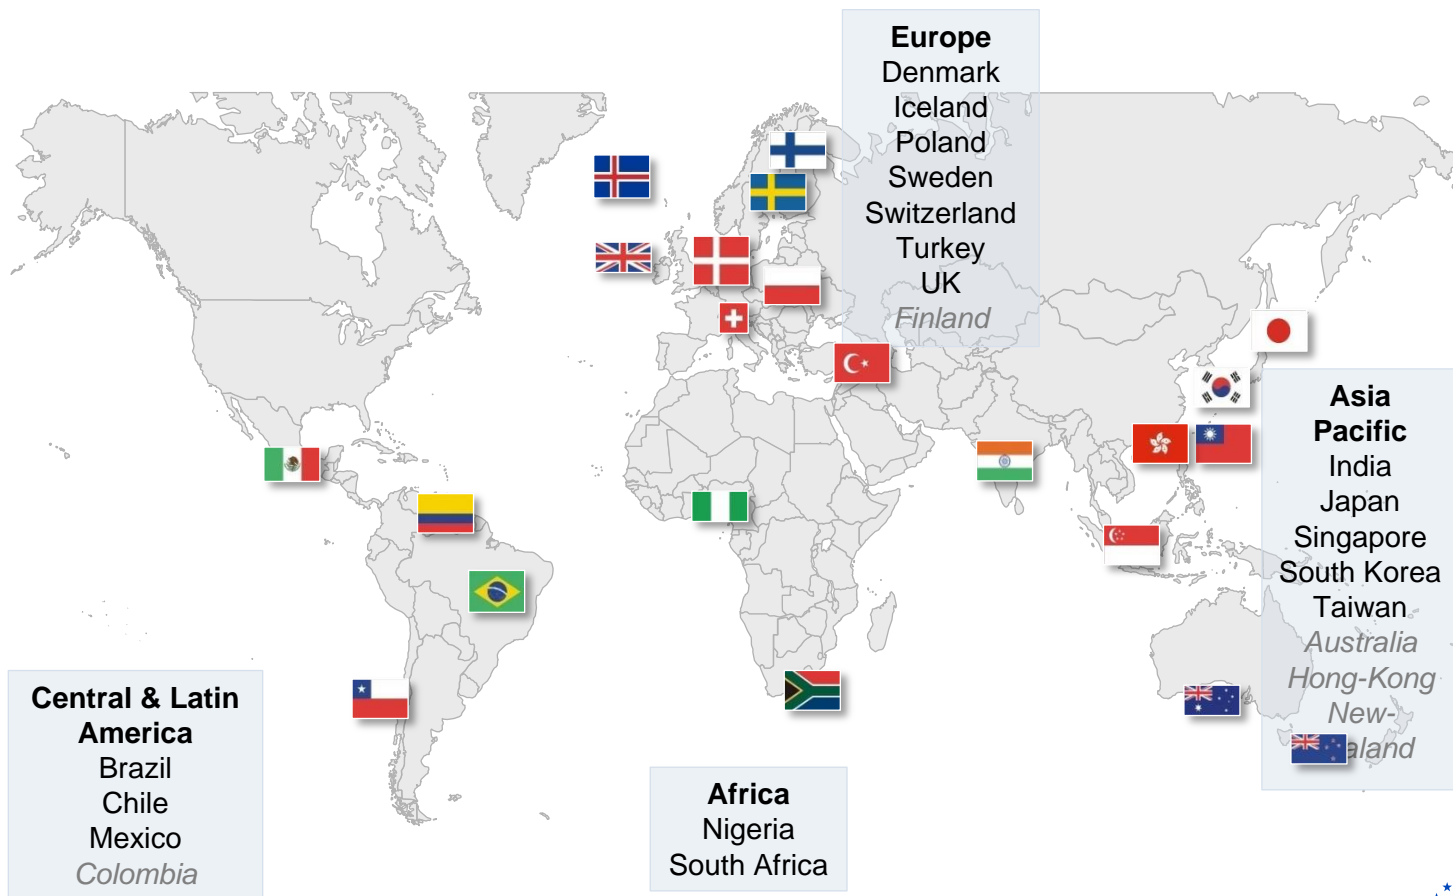 Europe
Denmark
Iceland
Poland
Sweden
Switzerland
Turkey
UK
Finland
Asia
Pacific
India
Japan
Singapore
South Korea
Taiwan
Australia
Hong-Kong
New-
aland
Central & Latin
America
Brazil
Chile
Mexico
Colombia
Africa
Nigeria
South Africa